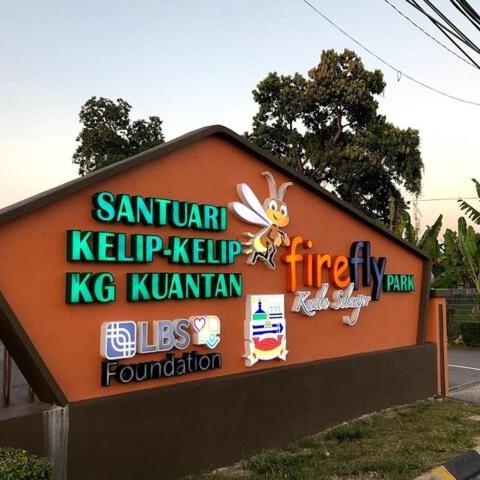 SANTUARI
KELIP-KELIP
KG KUANTAN
firefly PARK
Kuala Selangor
LBS
Foundation